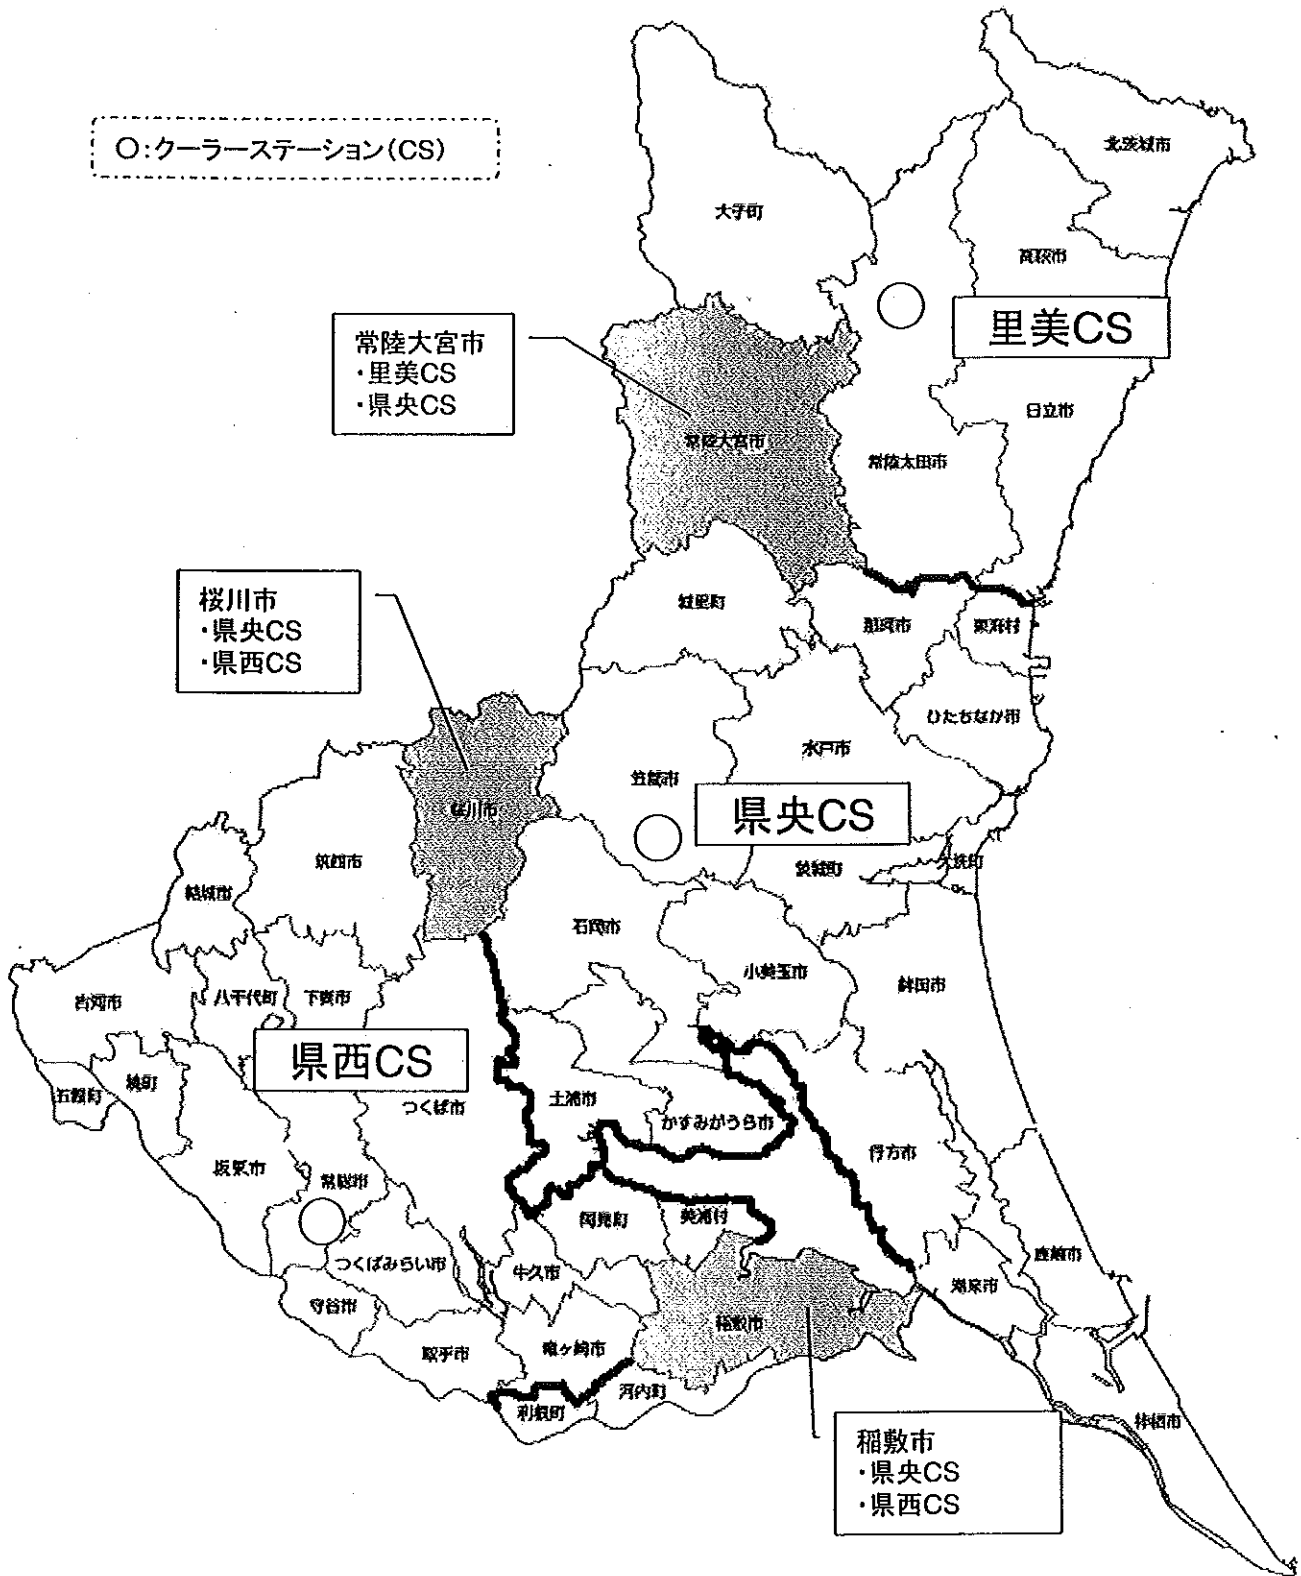 ○:クーラーステーション(CS)
北茨城市
大子町
高萩市
里美CS
常陸大宮市
・里美CS
・県央CS
日立市
常陸大宮市
常陸太田市
桜川市
・県央CS
・県西CS
城里町
那珂市
東海村
ひたちなか市
水戸市
笠間市
県央CS
桜川市
筑西市
茨城町
大洗町
結城市
石岡市
小美玉市
鉾田市
古河市
八千代町
下妻市
県西CS
境町
五霞町
つくば市
土浦市
かすみがうら市
行方市
坂東市
常総市
阿見町
美浦村
つくばみらい市
牛久市
鹿嶋市
潮来市
守谷市
稲敷市
取手市
龍ヶ崎市
河内町
利根町
神栖市
稲敷市
・県央CS
・県西CS